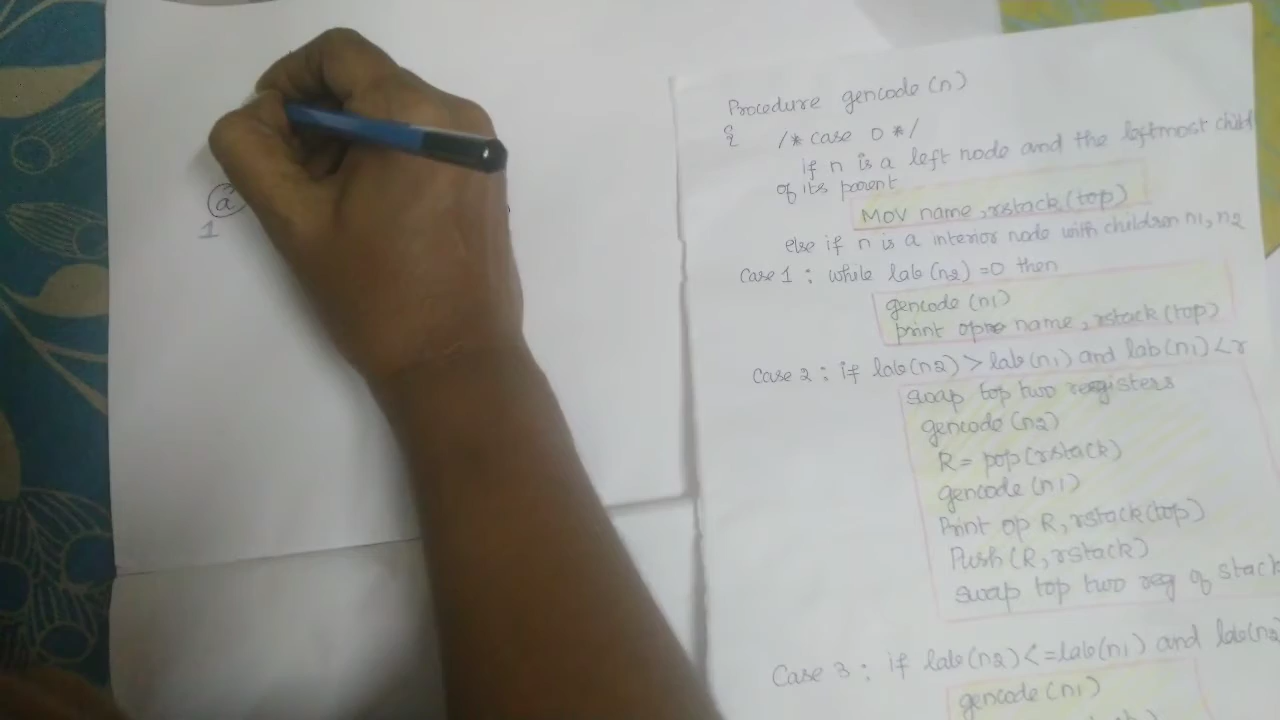 a
1
Procedure gencode (n)
{ /* case 0 */
if n is a left node and the leftmost child
of its parent
MOV name, rstack (top)
else if n is a interior node with children n1, n2
Case 1 : while lab (n2) = 0 then
gencode (n1)
print op name, rstack (top)
Case 2 : if lab (n2) > lab (n1) and lab (n1) < r
swap top two registers
gencode (n2)
R = pop (rstack)
gencode (n1)
Print op R, rstack (top)
Push (R, rstack)
swap top two reg of stack
Case 3 : if lab (n2) <= lab (n1) and lab (n2)
gencode (n1)